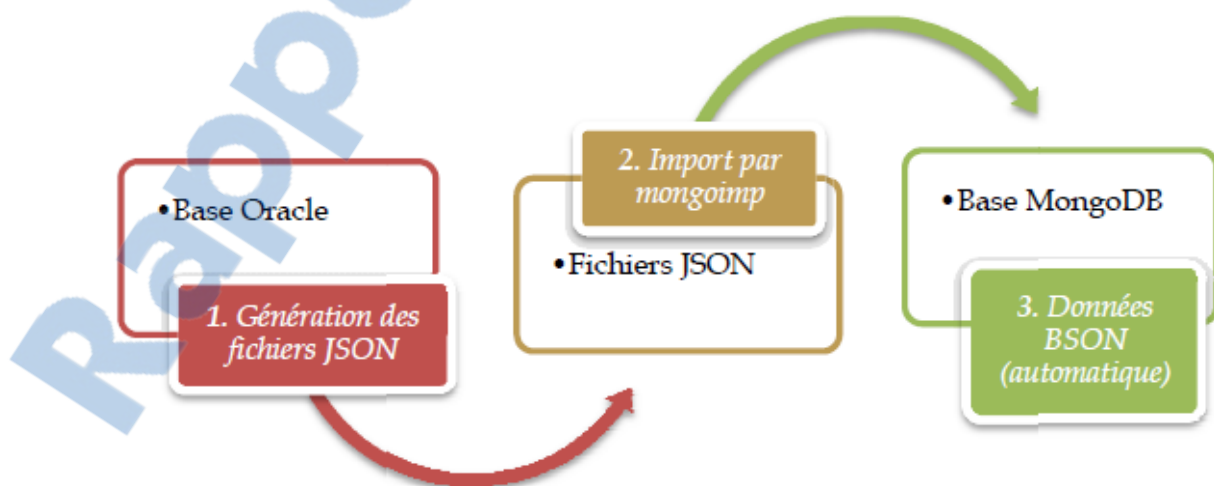 •Base Oracle
1. Génération des
fichiers JSON
2. Import par
mongoimp
•Fichiers JSON
•Base MongoDB
3. Données
BSON
(automatique)
Rappo